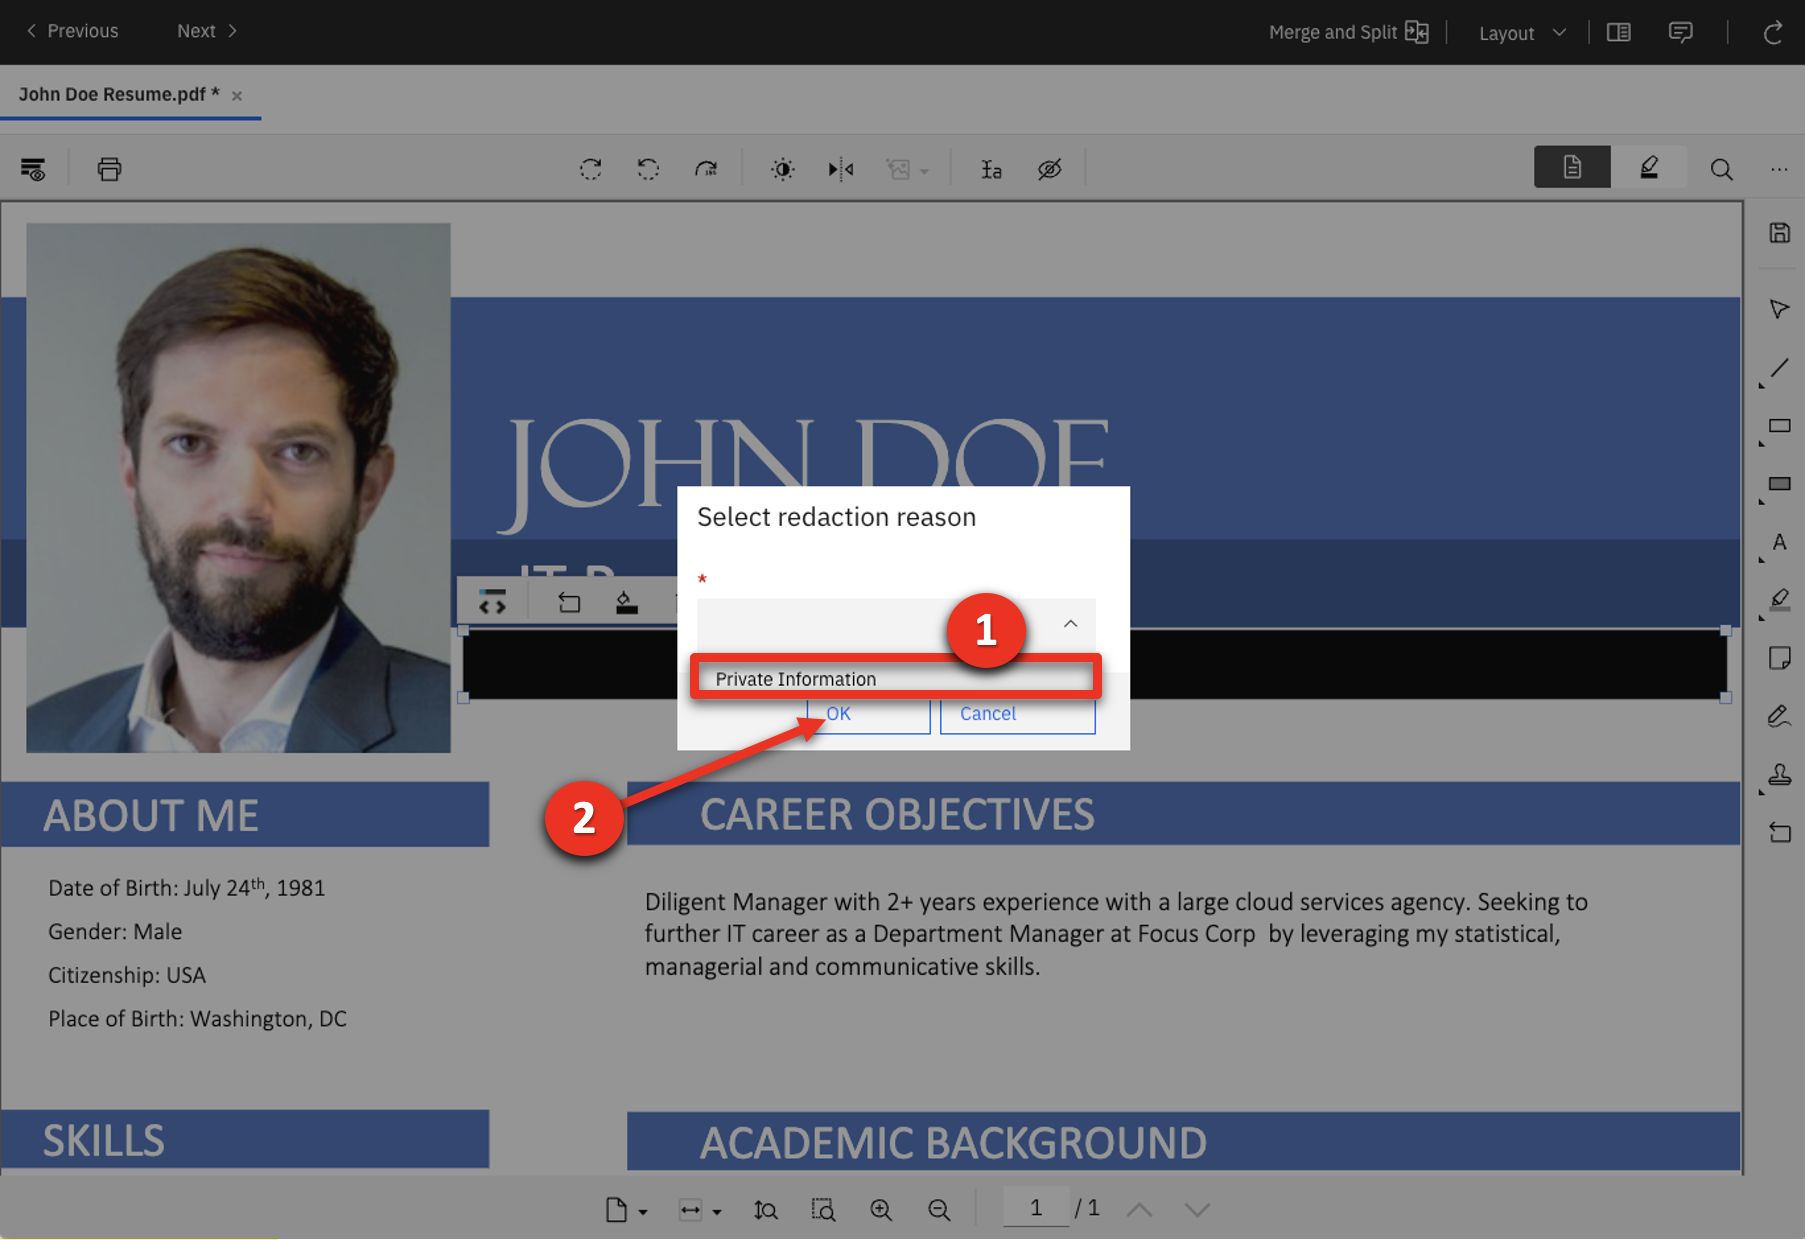 Previous
Next
Merge and Split
Layout
John Doe Resume.pdf *
JOHN DOE
Select redaction reason
*
1
Private Information
OK
Cancel
2
ABOUT ME
CAREER OBJECTIVES
Date of Birth: July 24th, 1981
Gender: Male
Citizenship: USA
Place of Birth: Washington, DC
Diligent Manager with 2+ years experience with a large cloud services agency. Seeking to
further IT career as a Department Manager at Focus Corp by leveraging my statistical,
managerial and communicative skills.
SKILLS
ACADEMIC BACKGROUND
1 / 1